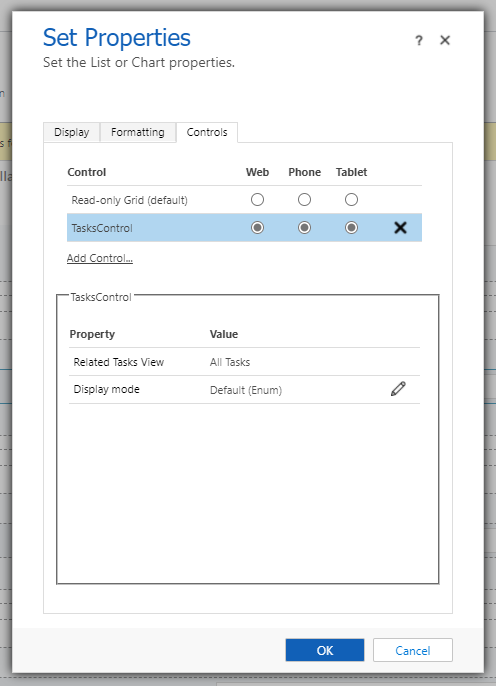 Set Properties
?
Set the List or Chart properties.
Display Formatting Controls
Control Web Phone Tablet
Read-only Grid (default)
TasksControl
Add Control...
TasksControl
Property Value
Related Tasks View All Tasks
Display mode Default (Enum)
OK Cancel